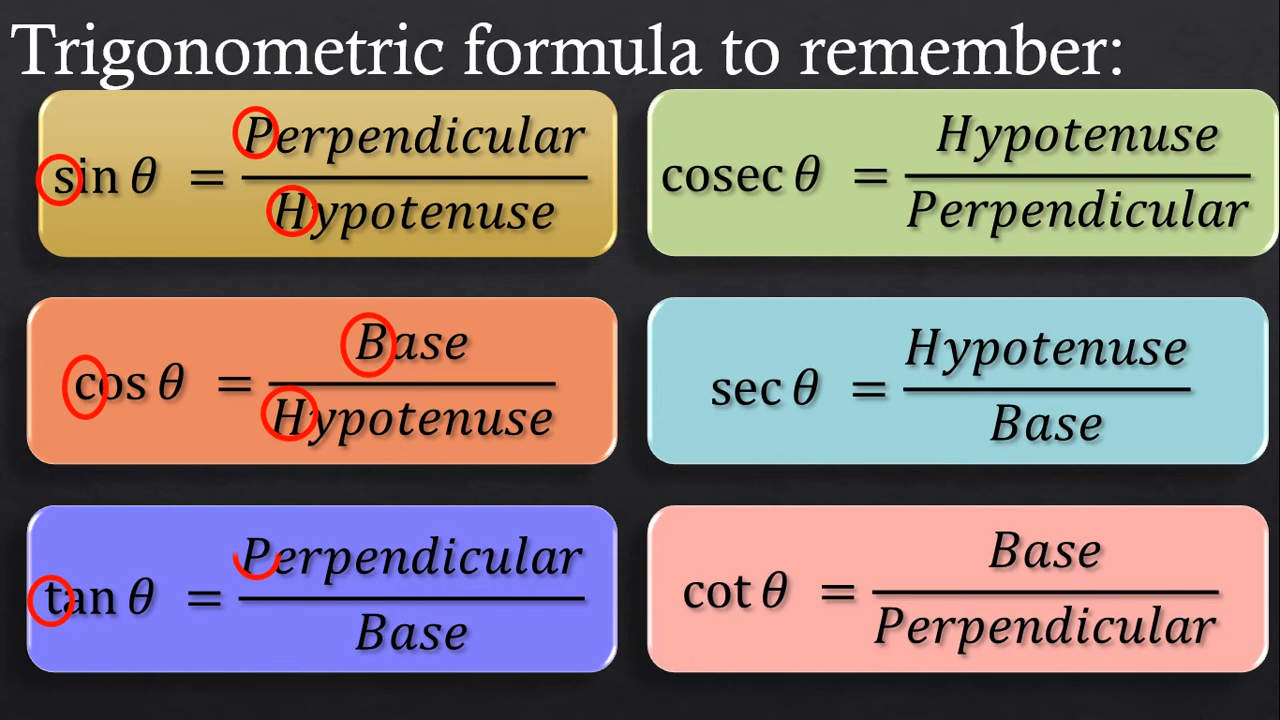 Trigonometric formula to remember:
sin θ = Perpendicular / Hypotenuse
cosec θ = Hypotenuse / Perpendicular
cos θ = Base / Hypotenuse
sec θ = Hypotenuse / Base
tan θ = Perpendicular / Base
cot θ = Base / Perpendicular